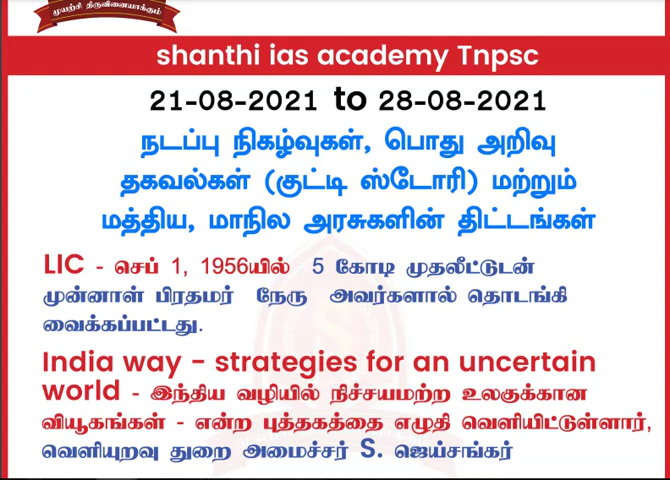 முயற்சி திருவினையாக்கும்
shanthi ias academy Tnpsc
21-08-2021 to 28-08-2021
நடப்பு நிகழ்வுகள், பொது அறிவு
தகவல்கள் (குட்டி ஸ்டோரி) மற்றும்
மத்திய, மாநில அரசுகளின் திட்டங்கள்
LIC - செப் 1, 1956யில் 5 கோடி முதலீட்டுடன்
முன்னாள் பிரதமர் நேரு அவர்களால் தொடங்கி
வைக்கப்பட்டது.
India way - strategies for an uncertain
world - இந்திய வழியில் நிச்சயமற்ற உலகுக்கான
வியூகங்கள் - என்ற புத்தகத்தை எழுதி வெளியிட்டுள்ளார்,
வெளியுறவு துறை அமைச்சர் S. ஜெய்சங்கர்